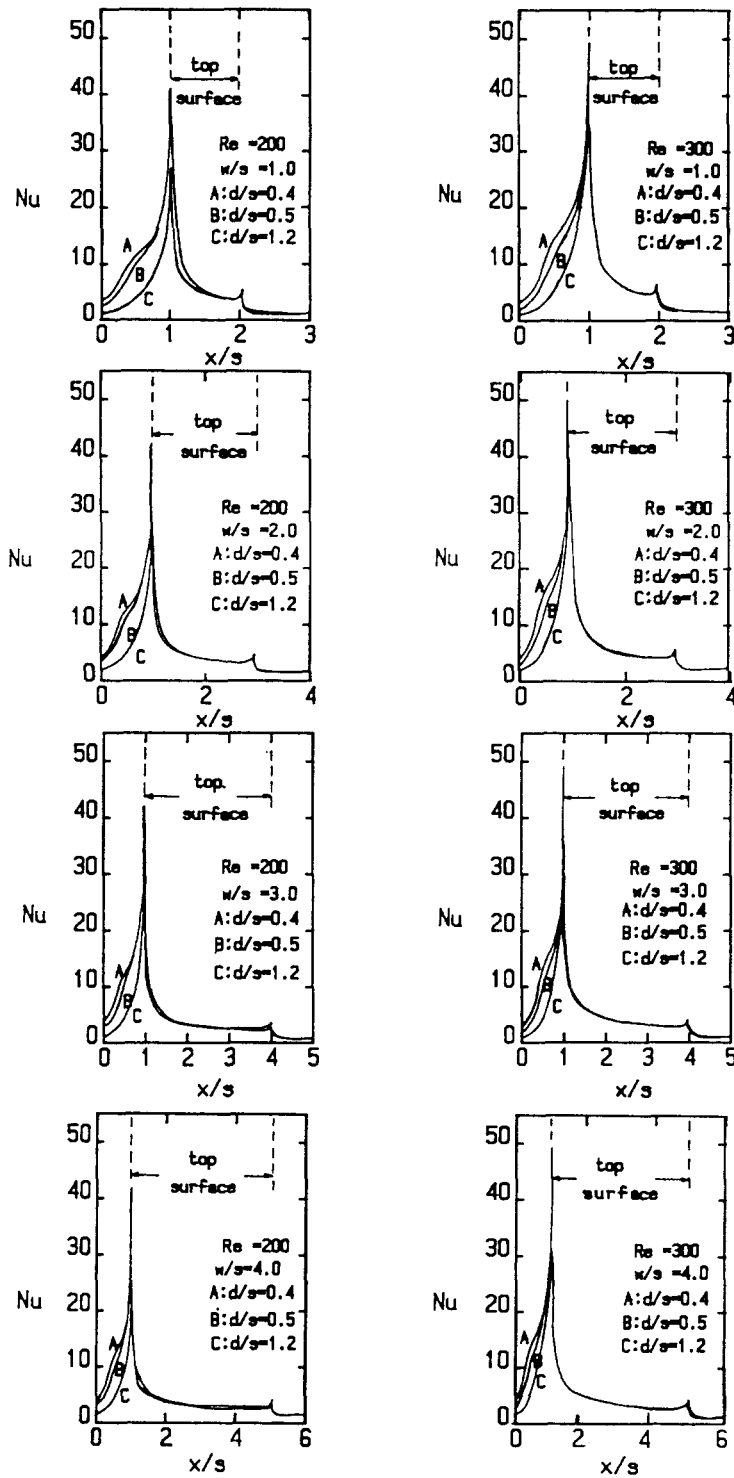 50
40
30
20
10
0
Nu
top
surface
Re =200
w/s =1.0
A:d/s=0.4
B:d/s=0.5
C:d/s=1.2
A
B
C
0 1 2 3
x/s
50
40
30
20
10
0
Nu
top
surface
Re =300
w/s =1.0
A:d/s=0.4
B:d/s=0.5
C:d/s=1.2
A
B
C
0 1 2 3
x/s
50
40
30
20
10
0
Nu
top
surface
Re =200
w/s =2.0
A:d/s=0.4
B:d/s=0.5
C:d/s=1.2
A
B
C
0 2 4
x/s
50
40
30
20
10
0
Nu
top
surface
Re =300
w/s =2.0
A:d/s=0.4
B:d/s=0.5
C:d/s=1.2
A
B
C
0 2 4
x/s
50
40
30
20
10
0
Nu
top.
surface
Re =200
w/s =3.0
A:d/s=0.4
B:d/s=0.5
C:d/s=1.2
A
B
C
0 1 2 3 4 5
x/s
50
40
30
20
10
0
Nu
top
surface
Re =300
w/s =3.0
A:d/s=0.4
B:d/s=0.5
C:d/s=1.2
A
B
C
0 1 2 3 4 5
x/s
50
40
30
20
10
0
Nu
top
surface
Re =200
w/s=4.0
A:d/s=0.4
B:d/s=0.5
C:d/s=1.2
A
B
C
0 2 4 6
x/s
50
40
30
20
10
0
Nu
top
surface
Re =300
w/s =4.0
A:d/s=0.4
B:d/s=0.5
C:d/s=1.2
A
B
C
0 2 4 6
x/s